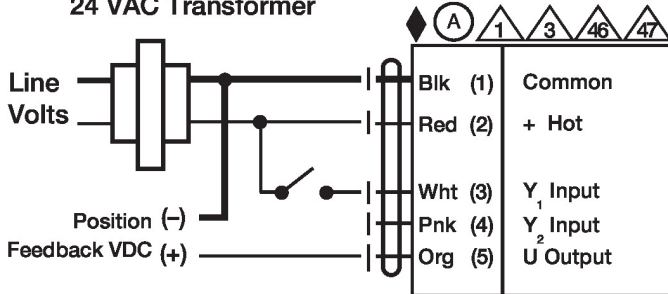 24 VAC Transformer
A 1 3 46 47
Line Volts
Blk (1) Common
Red (2) + Hot
Wht (3) Y1 Input
Pnk (4) Y2 Input
Org (5) U Output
Position (–)
Feedback VDC (+)